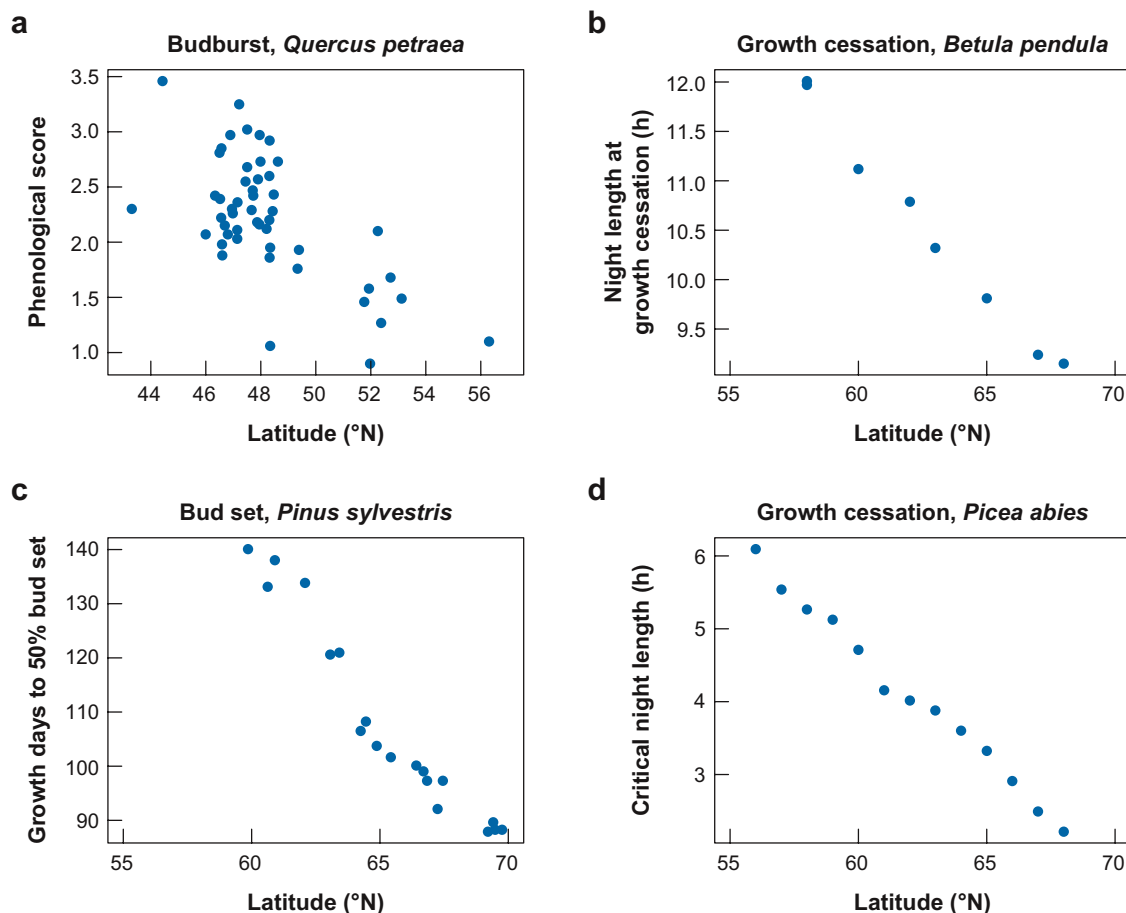 a
Budburst, Quercus petraea
Phenological score
3.5
3.0
2.5
2.0
1.5
1.0
44
46
48
50
52
54
56
Latitude (°N)
b
Growth cessation, Betula pendula
Night length at
growth cessation (h)
12.0
11.5
11.0
10.5
10.0
9.5
55
60
65
70
Latitude (°N)
c
Bud set, Pinus sylvestris
Growth days to 50% bud set
140
130
120
110
100
90
55
60
65
70
Latitude (°N)
d
Growth cessation, Picea abies
Critical night length (h)
6
5
4
3
55
60
65
70
Latitude (°N)